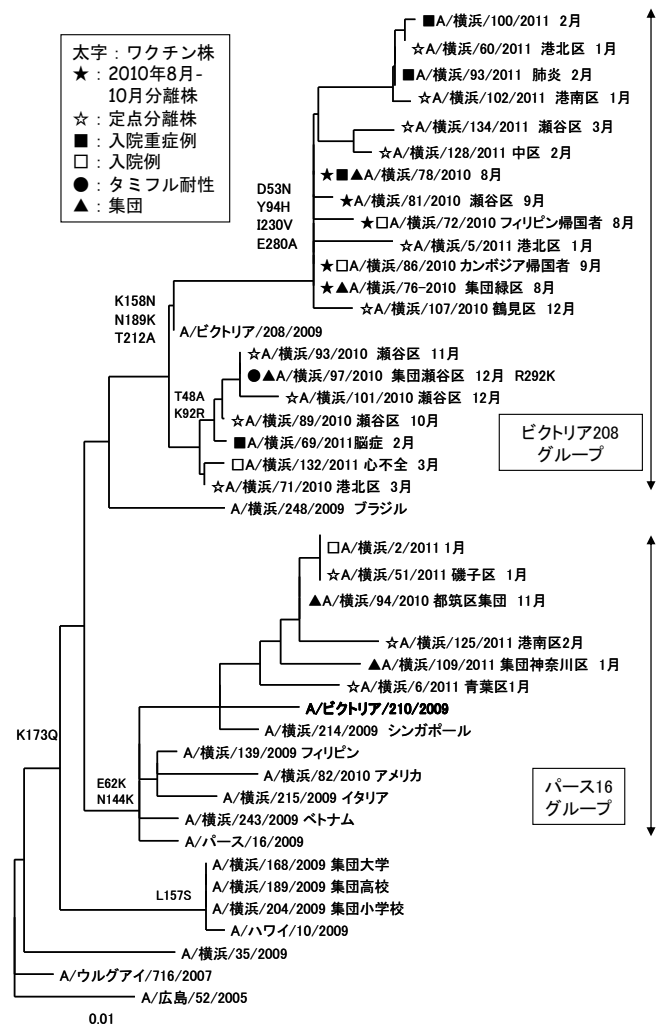 太字：ワクチン株
★：2010年8月-
10月分離株
☆：定点分離株
■：入院重症例
□：入院例
●：タミフル耐性
▲：集団
■A/横浜/100/2011 2月
☆A/横浜/60/2011 港北区 1月
■A/横浜/93/2011 肺炎 2月
☆A/横浜/102/2011 港南区 1月
☆A/横浜/134/2011 瀬谷区 3月
☆A/横浜/128/2011 中区 2月
★■▲A/横浜/78/2010 8月
★A/横浜/81/2010 瀬谷区 9月
★□A/横浜/72/2010 フィリピン帰国者 8月
☆A/横浜/5/2011 港北区 1月
★□A/横浜/86/2010 カンボジア帰国者 9月
★▲A/横浜/76-2010 集団緑区 8月
☆A/横浜/107/2010 鶴見区 12月
D53N
Y94H
I230V
E280A
K158N
N189K
T212A
A/ビクトリア/208/2009
☆A/横浜/93/2010 瀬谷区 11月
●▲A/横浜/97/2010 集団瀬谷区 12月 R292K
☆A/横浜/101/2010 瀬谷区 12月
T48A
K92R
☆A/横浜/89/2010 瀬谷区 10月
■A/横浜/69/2011脳症 2月
□A/横浜/132/2011 心不全 3月
☆A/横浜/71/2010 港北区 3月
A/横浜/248/2009 ブラジル
ビクトリア208
グループ
□A/横浜/2/2011 1月
☆A/横浜/51/2011 磯子区 1月
▲A/横浜/94/2010 都筑区集団 11月
☆A/横浜/125/2011 港南区2月
▲A/横浜/109/2011 集団神奈川区 1月
☆A/横浜/6/2011 青葉区1月
A/ビクトリア/210/2009
A/横浜/214/2009 シンガポール
K173Q
A/横浜/139/2009 フィリピン
E62K
N144K
A/横浜/82/2010 アメリカ
A/横浜/215/2009 イタリア
A/横浜/243/2009 ベトナム
A/パース/16/2009
パース16
グループ
A/横浜/168/2009 集団大学
A/横浜/189/2009 集団高校
L157S
A/横浜/204/2009 集団小学校
A/ハワイ/10/2009
A/横浜/35/2009
A/ウルグアイ/716/2007
A/広島/52/2005
0.01